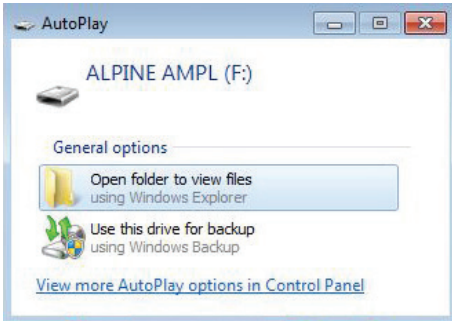 AutoPlay
ALPINE AMPL (F:)
General options
Open folder to view files
using Windows Explorer
Use this drive for backup
using Windows Backup
View more AutoPlay options in Control Panel